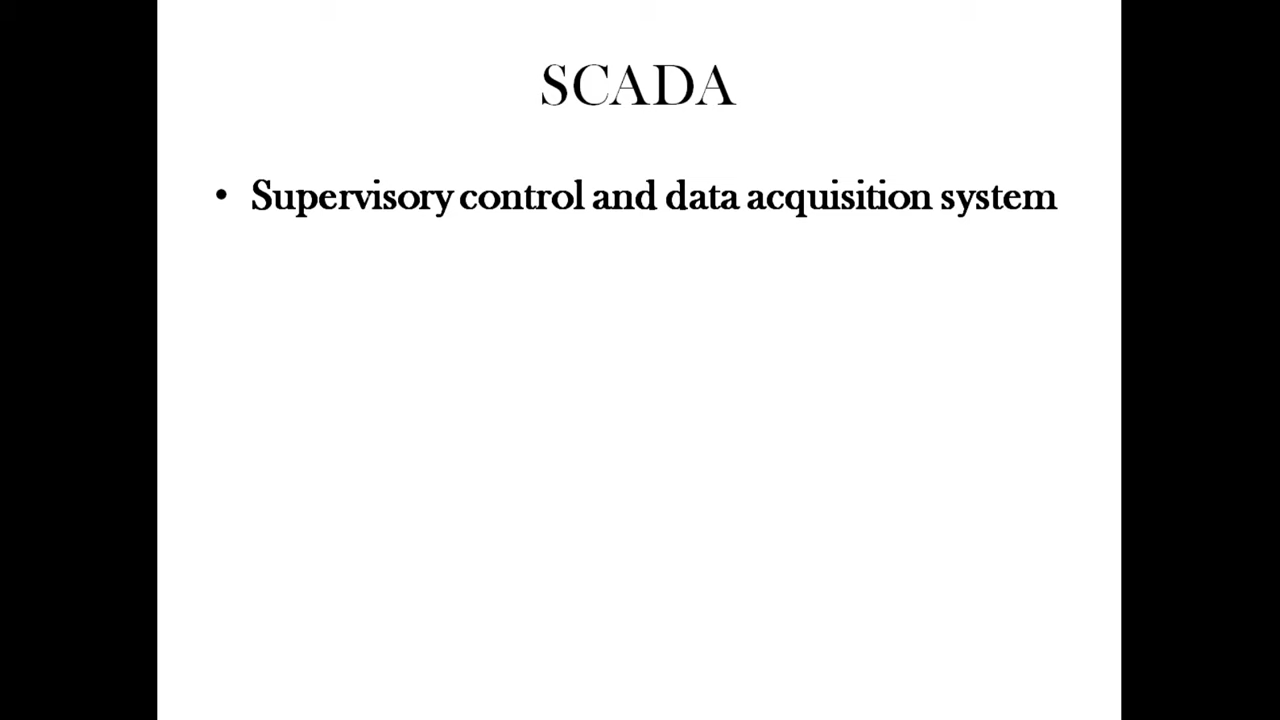 SCADA
• Supervisory control and data acquisition system